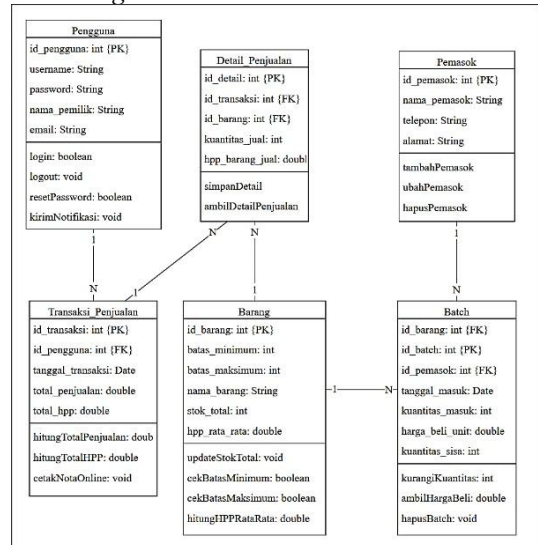 Pengguna
id_pengguna: int {PK}
username: String
password: String
nama_pemilik: String
email: String
login: boolean
logout: void
resetPassword: boolean
kirimNotifikasi: void
Detail_Penjualan
id_detail: int {PK}
id_transaksi: int {FK}
id_barang: int {FK}
kuantitas_jual: int
hpp_barang_jual: doubl
simpanDetail
ambilDetailPenjualan
Pemasok
id_pemasok: int {PK}
nama_pemasok: String
telepon: String
alamat: String
tambahPemasok
ubahPemasok
hapusPemasok
1
N
N
1
N
1
1
N
1
N
Transaksi_Penjualan
id_transaksi: int {PK}
id_pengguna: int {FK}
tanggal_transaksi: Date
total_penjualan: double
total_hpp: double
hitungTotalPenjualan: doub
hitungTotalHPP: double
cetakNotaOnline: void
Barang
id_barang: int {PK}
batas_minimum: int
batas_maksimum: int
nama_barang: String
stok_total: int
hpp_rata_rata: double
updateStokTotal: void
cekBatasMinimum: boolean
cekBatasMaksimum: boolean
hitungHPPRataRata: double
Batch
id_barang: int {FK}
id_batch: int {PK}
id_pemasok: int {FK}
tanggal_masuk: Date
kuantitas_masuk: int
harga_beli_unit: double
kuantitas_sisa: int
kurangiKuantitas: int
ambilHargaBeli: double
hapusBatch: void